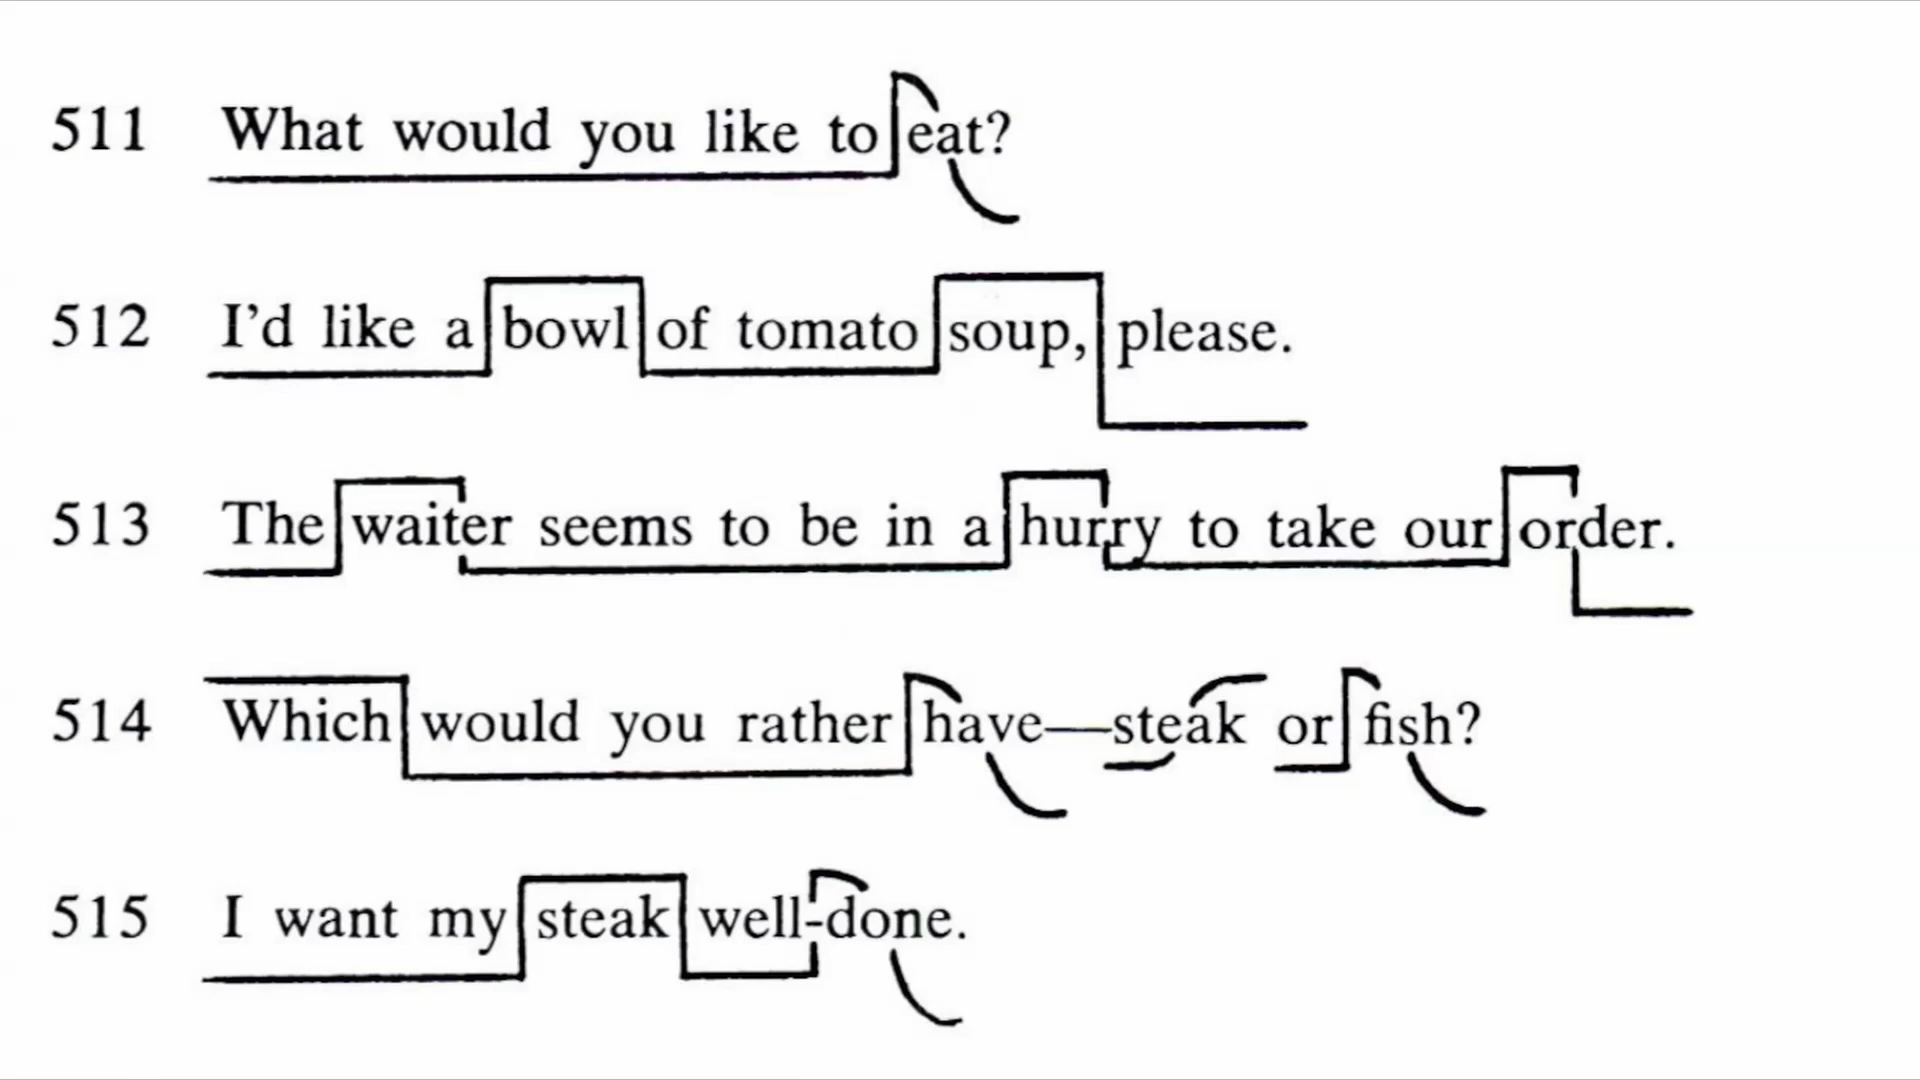 511 What would you like to eat?
512 I'd like a bowl of tomato soup, please.
513 The waiter seems to be in a hurry to take our order.
514 Which would you rather have—steak or fish?
515 I want my steak well-done.